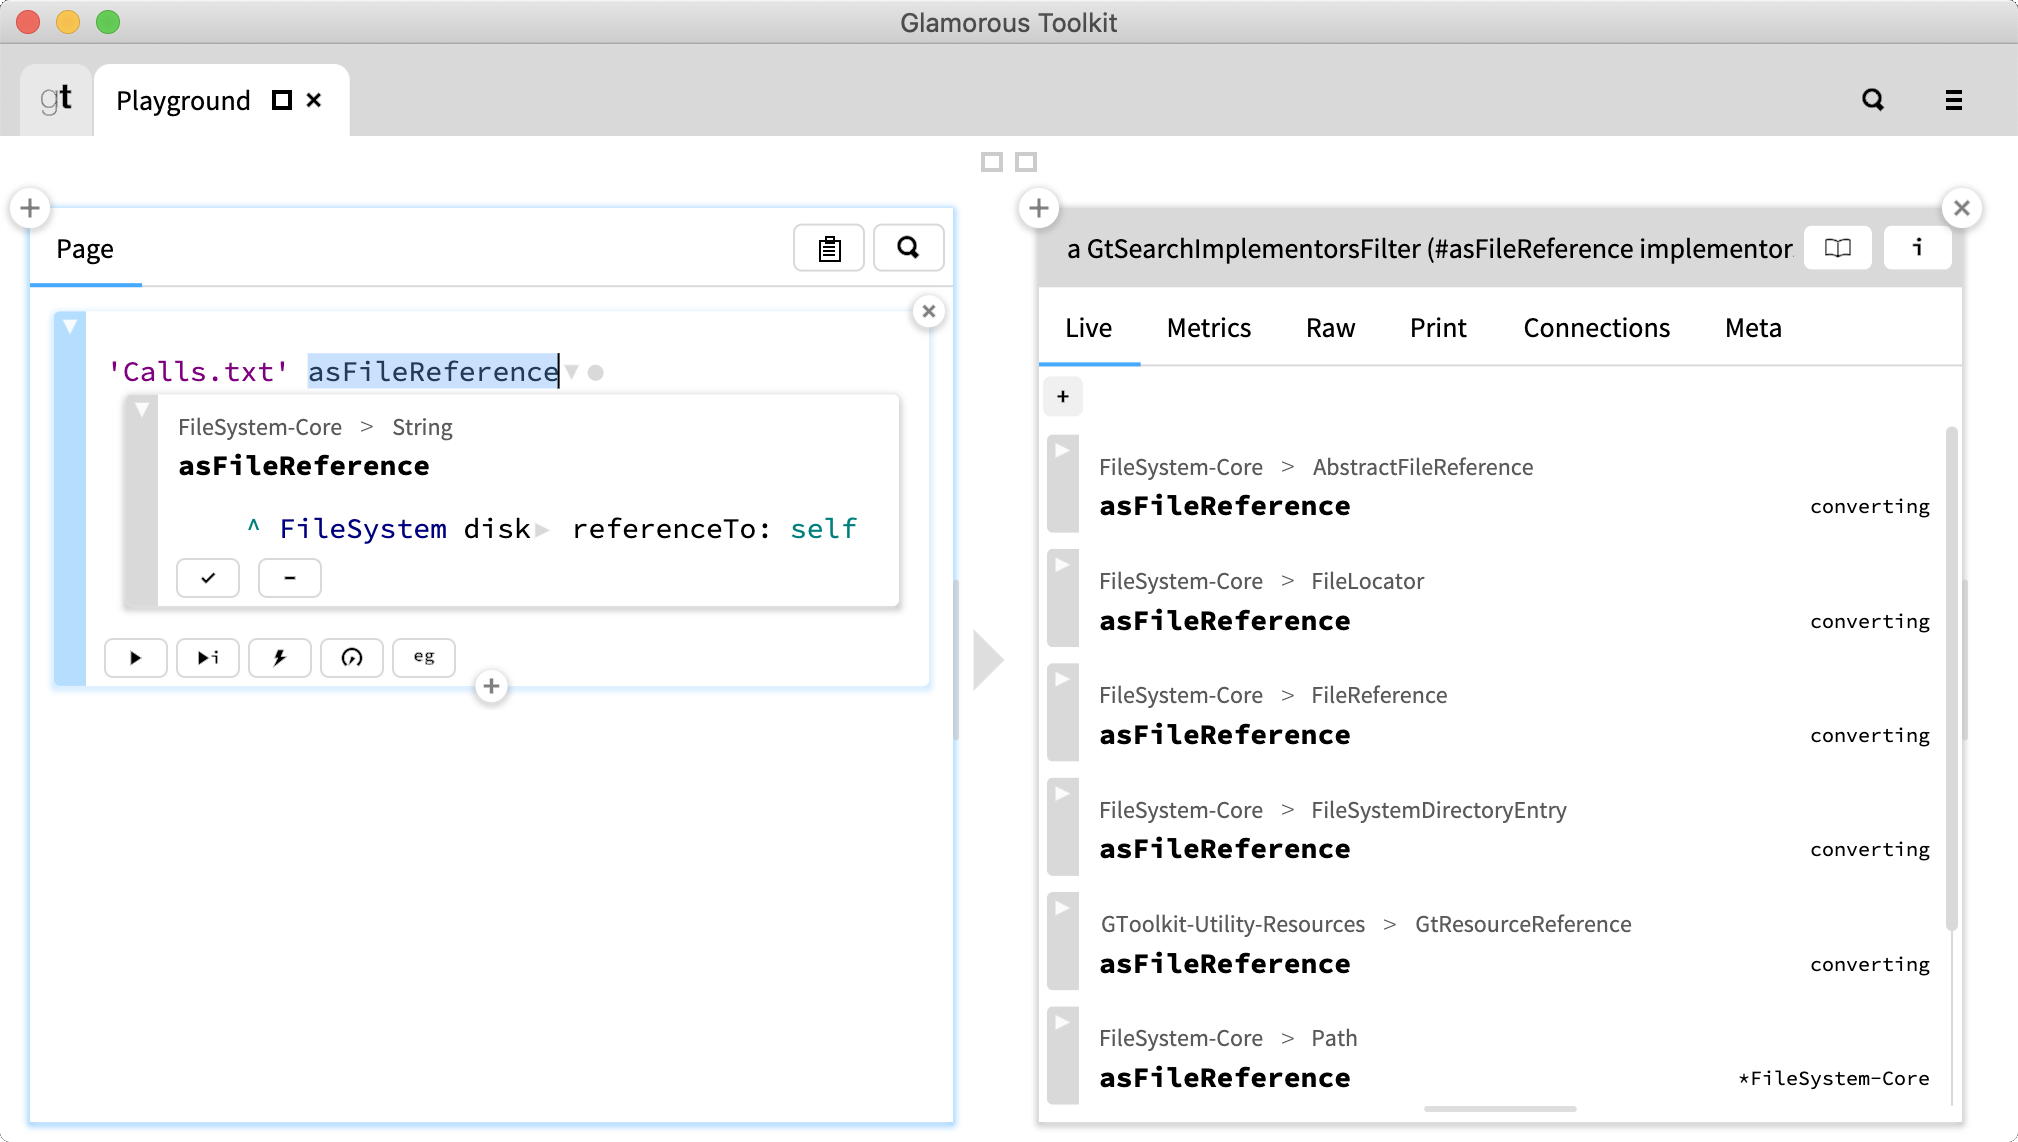 Glamorous Toolkit
gt
Playground
Page
'Calls.txt' asFileReference
FileSystem-Core > String
asFileReference
^ FileSystem disk referenceTo: self
i
eg
a GtSearchImplementorsFilter (#asFileReference implementor
i
Live Metrics Raw Print Connections Meta
+
FileSystem-Core > AbstractFileReference
asFileReference converting
FileSystem-Core > FileLocator
asFileReference converting
FileSystem-Core > FileReference
asFileReference converting
FileSystem-Core > FileSystemDirectoryEntry
asFileReference converting
GToolkit-Utility-Resources > GtResourceReference
asFileReference converting
FileSystem-Core > Path
asFileReference *FileSystem-Core